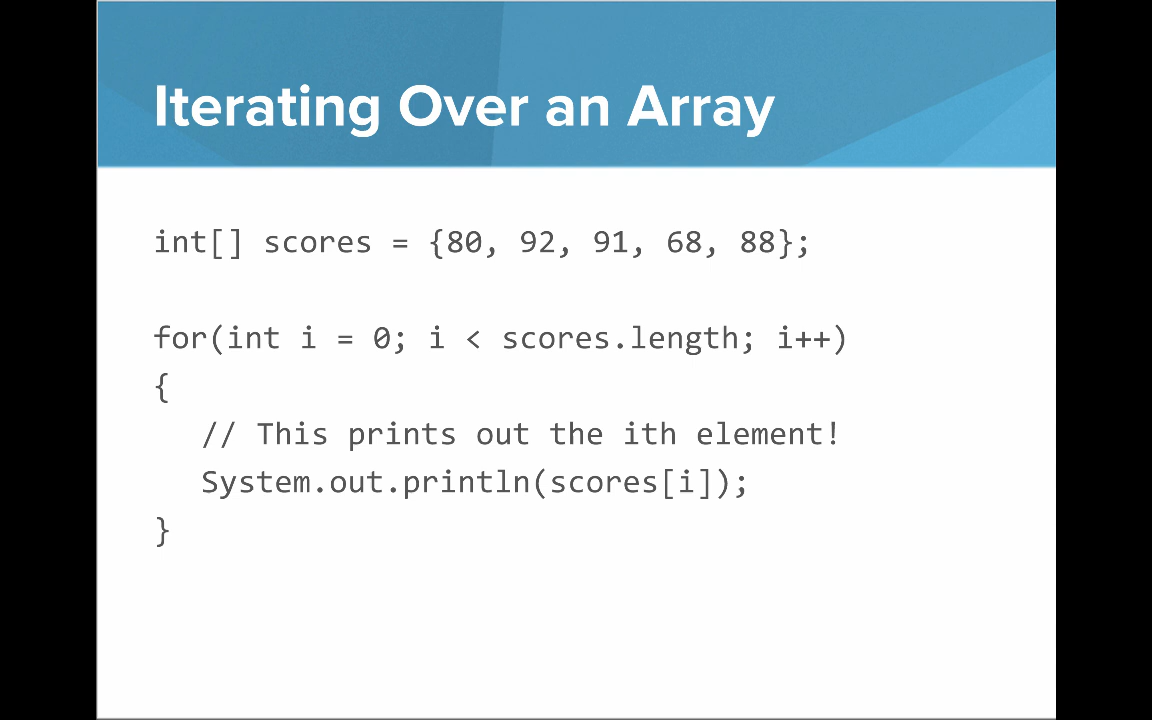 Iterating Over an Array
int[] scores = {80, 92, 91, 68, 88};
for(int i = 0; i < scores.length; i++)
{
// This prints out the ith element!
System.out.println(scores[i]);
}